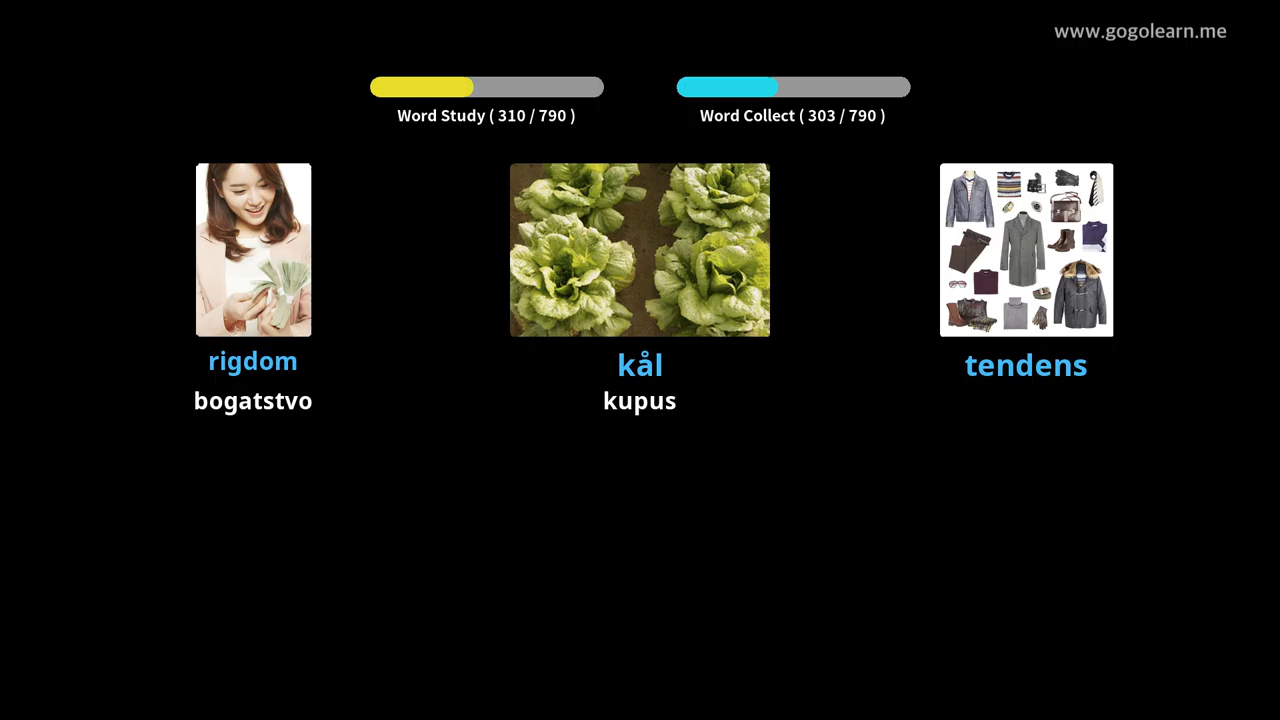 www.gogolearn.me
Word Study ( 310 / 790 )
Word Collect ( 303 / 790 )
rigdom
bogatstvo
kål
kupus
tendens